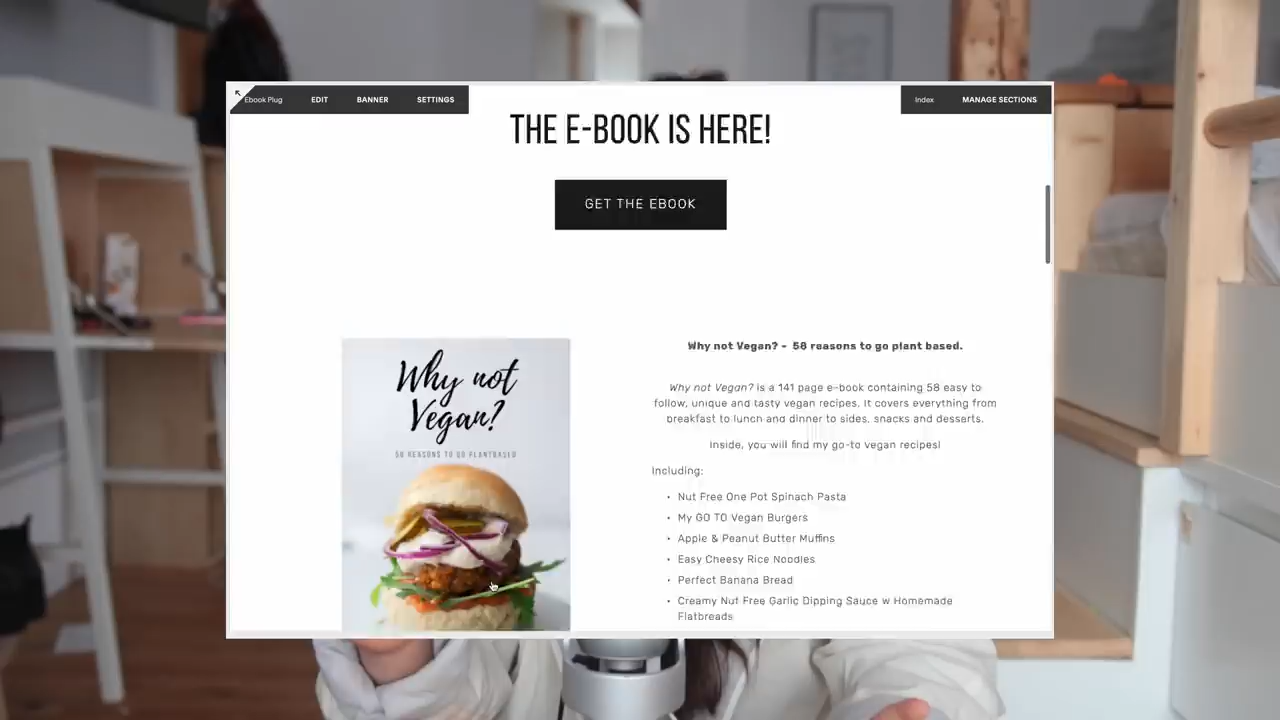 Ebook Plug EDIT BANNER SETTINGS
Index MANAGE SECTIONS
THE E-BOOK IS HERE!
GET THE EBOOK
Why not
Vegan?
58 REASONS TO GO PLANTBASED
Why not Vegan? - 58 reasons to go plant based.
Why not Vegan? is a 141 page e-book containing 58 easy to
follow, unique and tasty vegan recipes. It covers everything from
breakfast to lunch and dinner to sides, snacks and desserts.
Inside, you will find my go-to vegan recipes!
Including:
• Nut Free One Pot Spinach Pasta
• My GO TO Vegan Burgers
• Apple & Peanut Butter Muffins
• Easy Cheesy Rice Noodles
• Perfect Banana Bread
• Creamy Nut Free Garlic Dipping Sauce w Homemade
Flatbreads